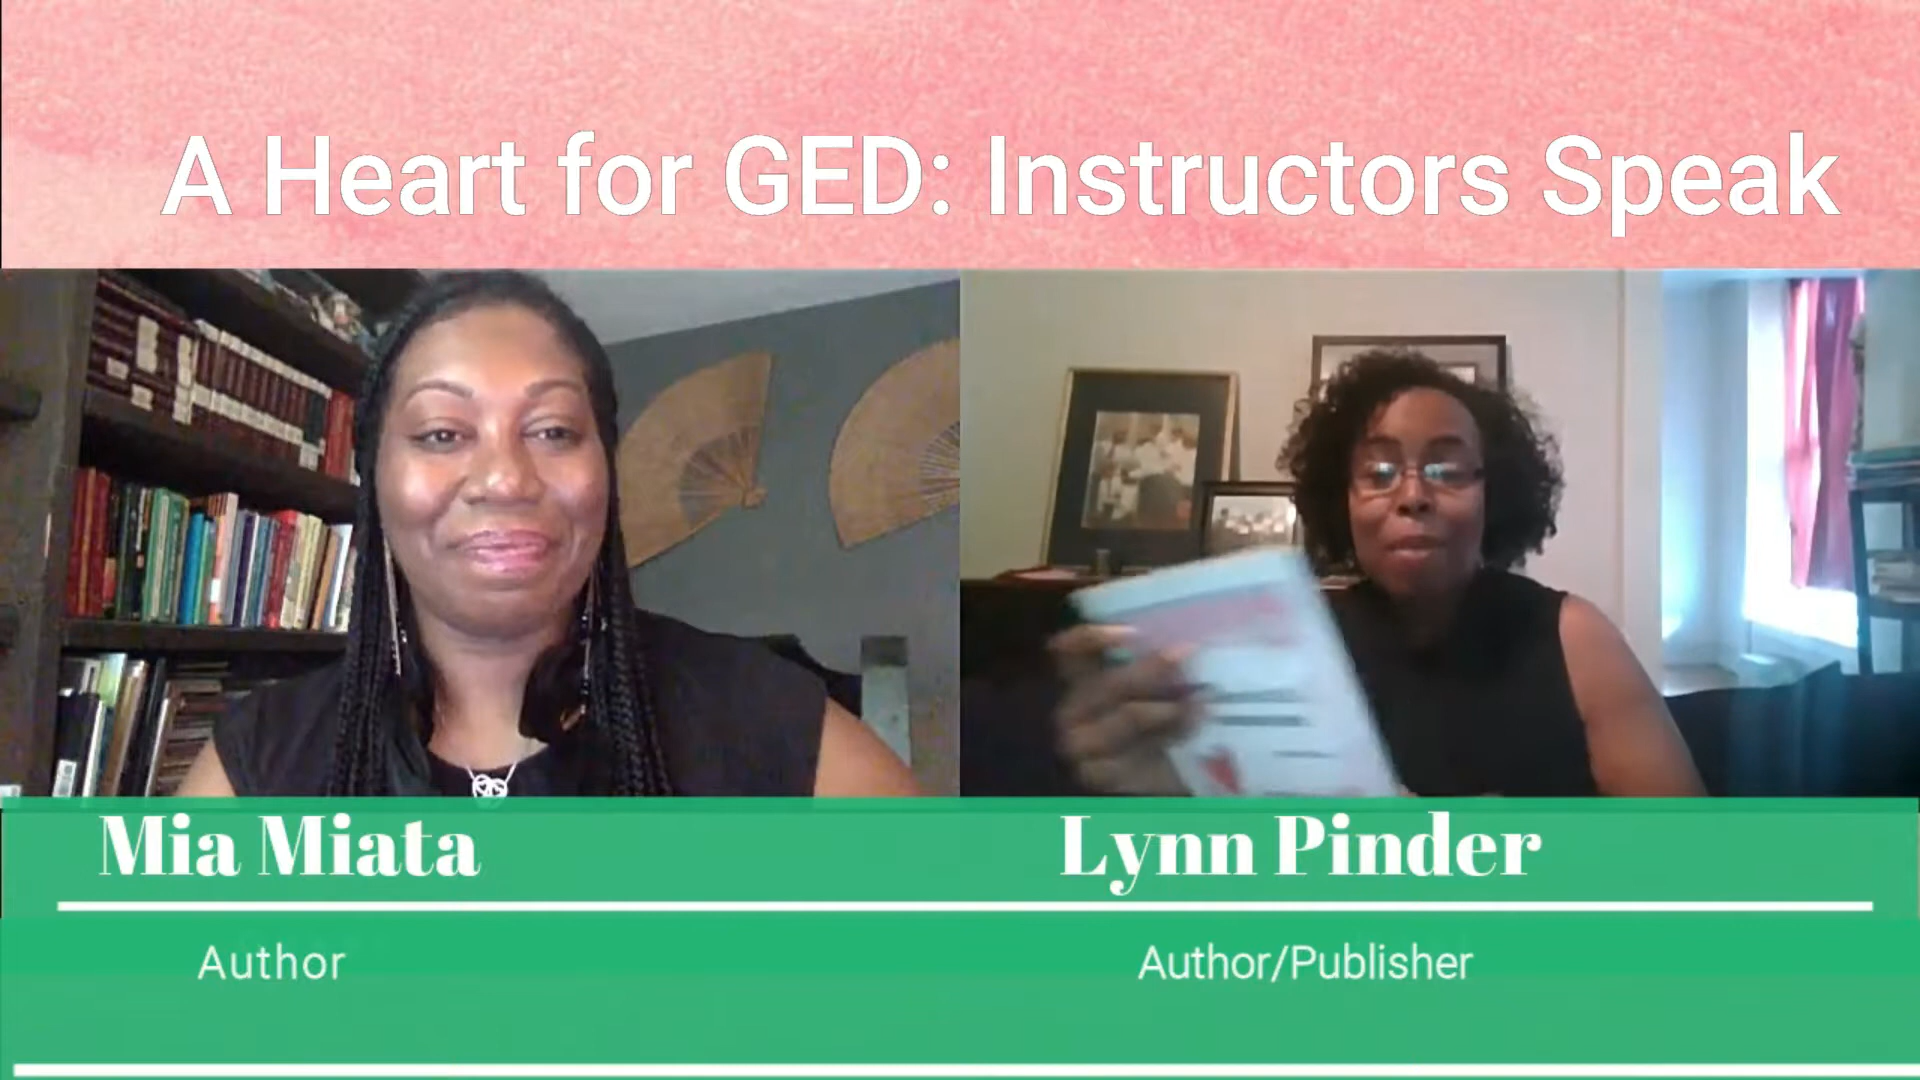 A Heart for GED: Instructors Speak
Mia Miata
Lynn Pinder
Author
Author/Publisher